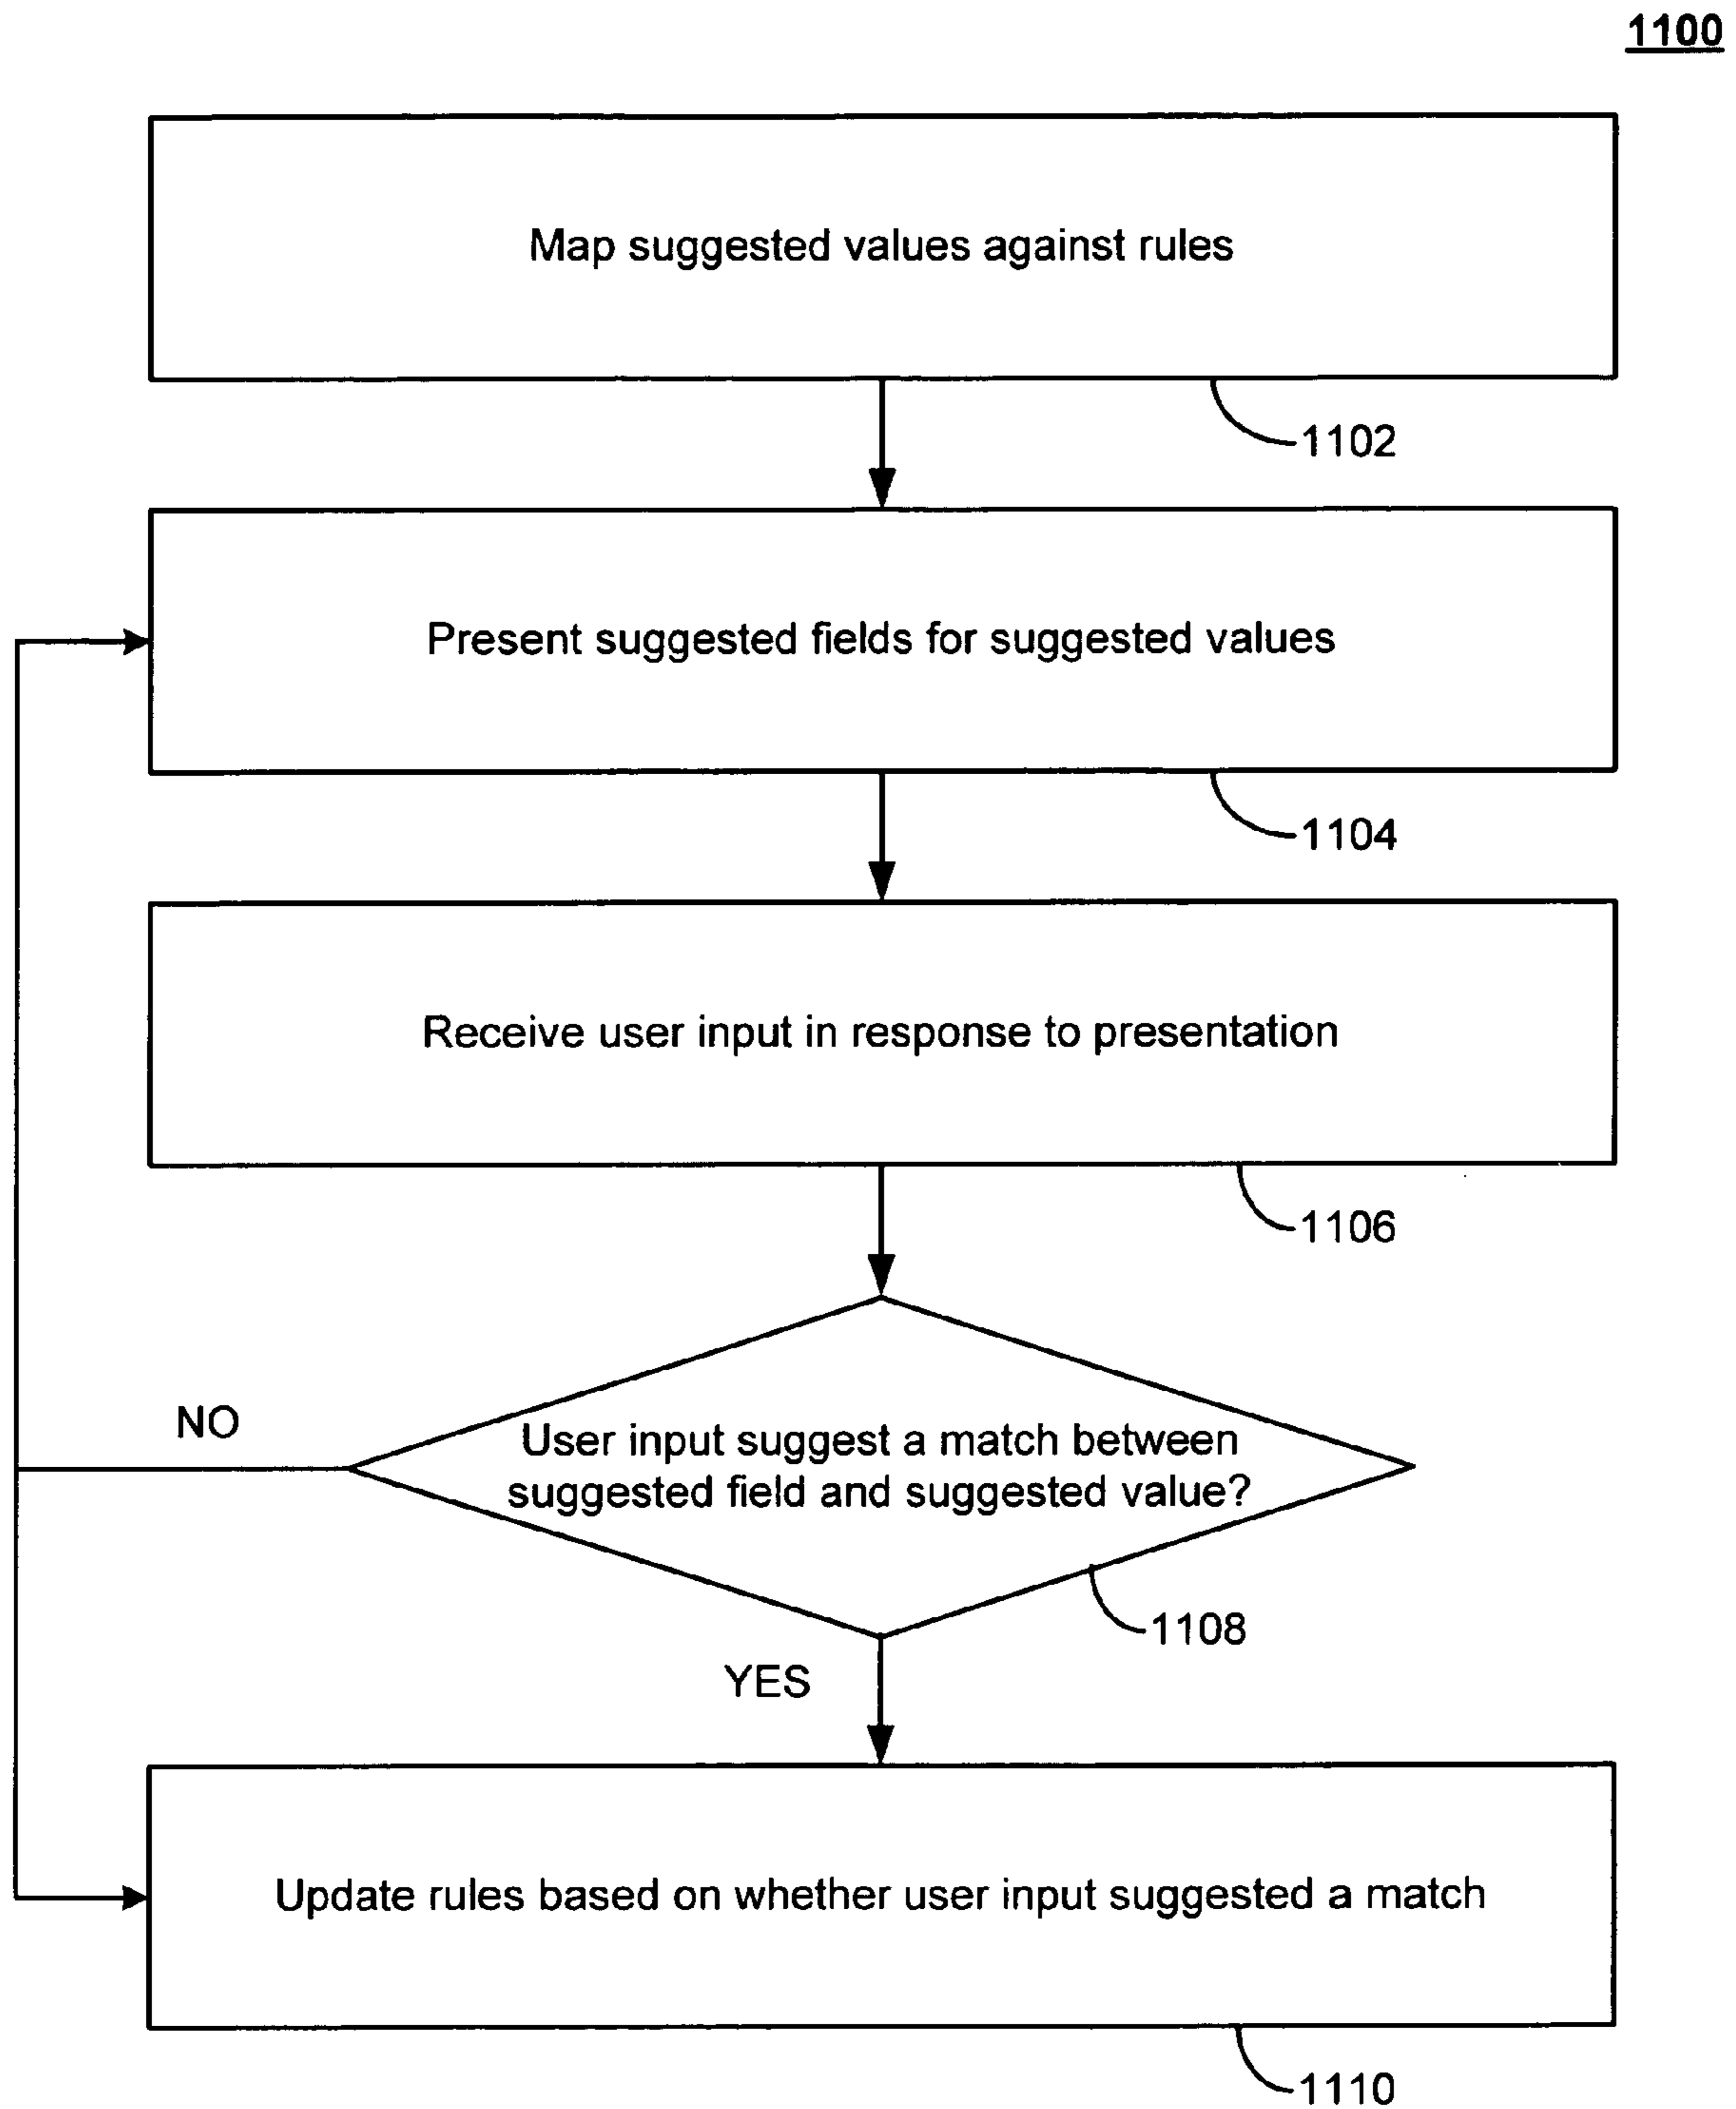 1100
Map suggested values against rules
1102
Present suggested fields for suggested values
1104
Receive user input in response to presentation
1106
NO
User input suggest a match between
suggested field and suggested value?
1108
YES
Update rules based on whether user input suggested a match
1110